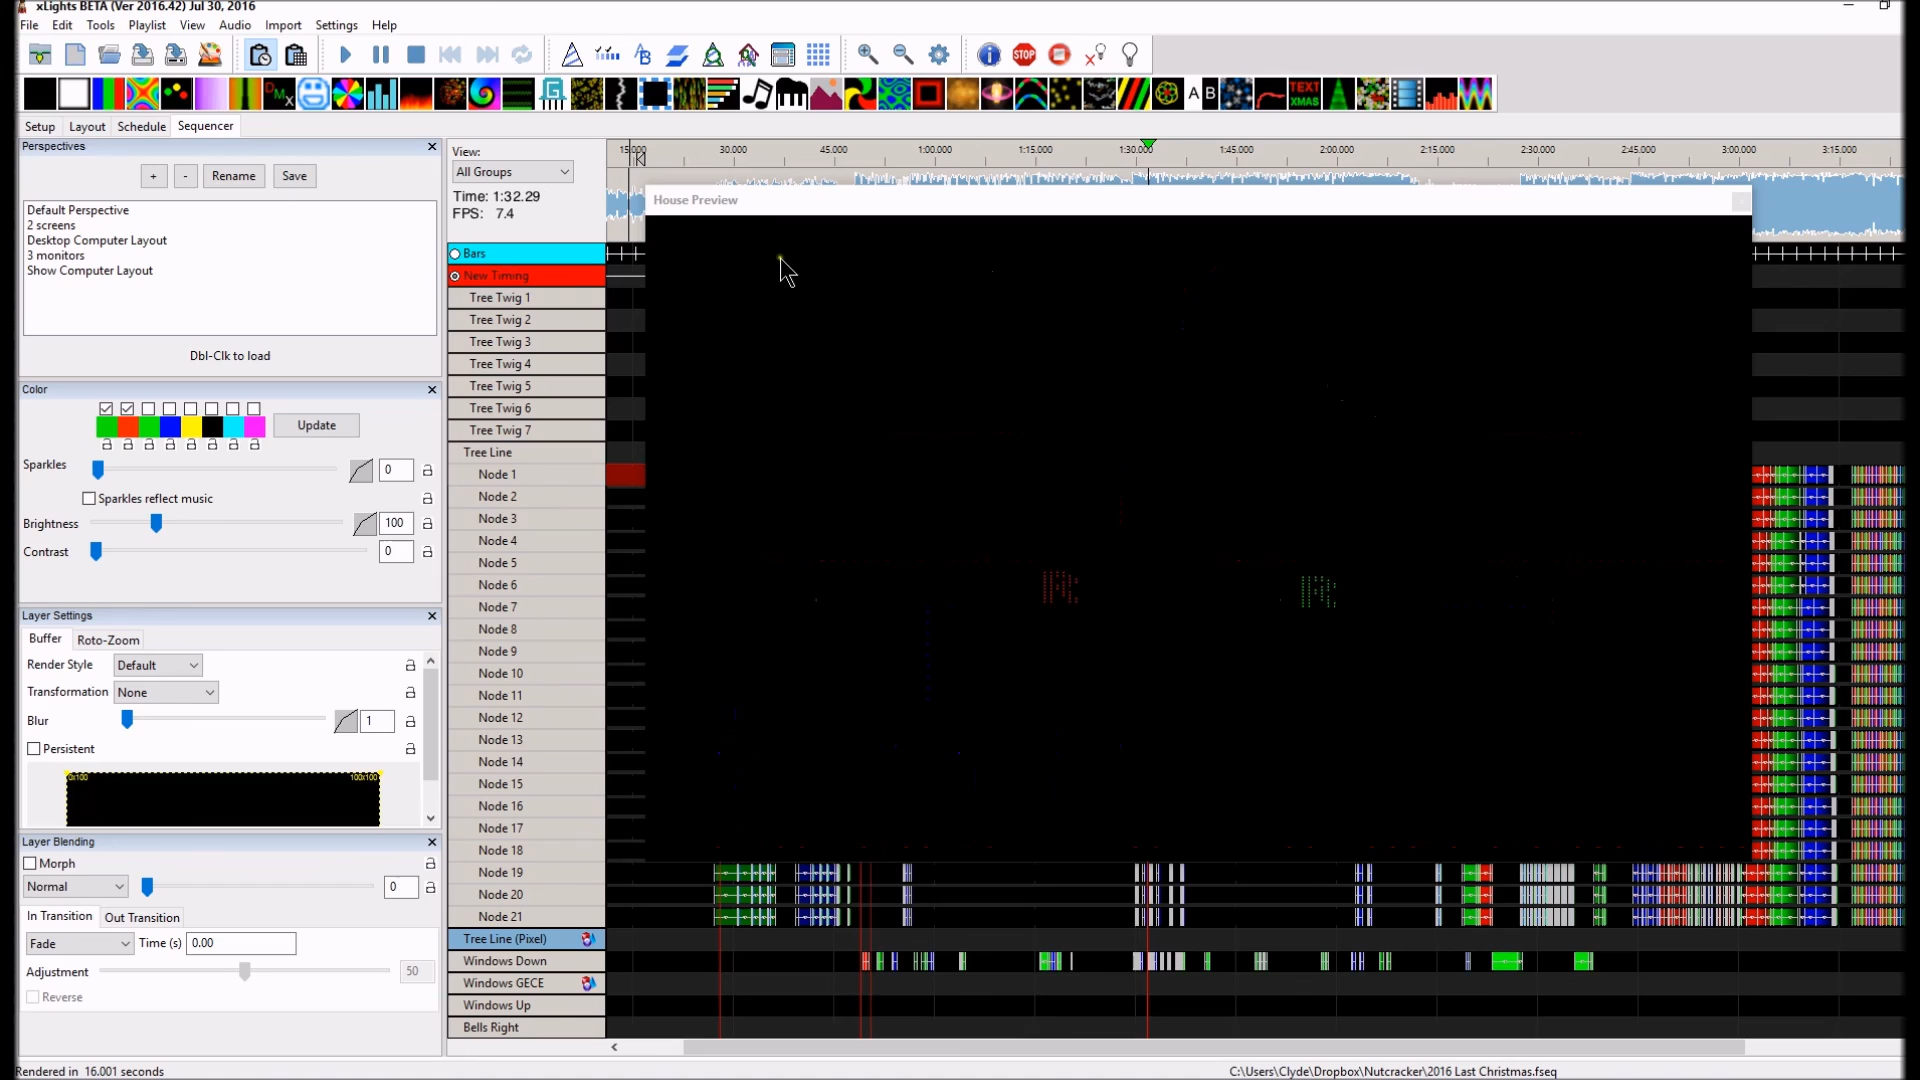 xLights BETA (Ver 2016.42) Jul 30, 2016
File Edit Tools Playlist View Audio Import Settings Help
STOP
DMX
A B
TEXT XMAS
Setup Layout Schedule Sequencer
Perspectives
+ - Rename Save
Default Perspective
2 screens
Desktop Computer Layout
3 monitors
Show Computer Layout
Dbl-Clk to load
Color
Update
Sparkles 0
Sparkles reflect music
Brightness 100
Contrast 0
Layer Settings
Buffer Roto-Zoom
Render Style Default
Transformation None
Blur 1
Persistent
0x100 100x100
Layer Blending
Morph
Normal 0
In Transition Out Transition
Fade Time (s) 0.00
Adjustment 50
Reverse
View:
All Groups
Time: 1:32.29
FPS: 7.4
15.000 30.000 45.000 1:00.000 1:15.000 1:30.000 1:45.000 2:00.000 2:15.000 2:30.000 2:45.000 3:00.000 3:15.000
House Preview
Bars
New Timing
Tree Twig 1
Tree Twig 2
Tree Twig 3
Tree Twig 4
Tree Twig 5
Tree Twig 6
Tree Twig 7
Tree Line
Node 1
Node 2
Node 3
Node 4
Node 5
Node 6
Node 7
Node 8
Node 9
Node 10
Node 11
Node 12
Node 13
Node 14
Node 15
Node 16
Node 17
Node 18
Node 19
Node 20
Node 21
Tree Line (Pixel)
Windows Down
Windows GECE
Windows Up
Bells Right
Rendered in 16.001 seconds
C:\Users\Clyde\Dropbox\Nutcracker\2016 Last Christmas.fseq